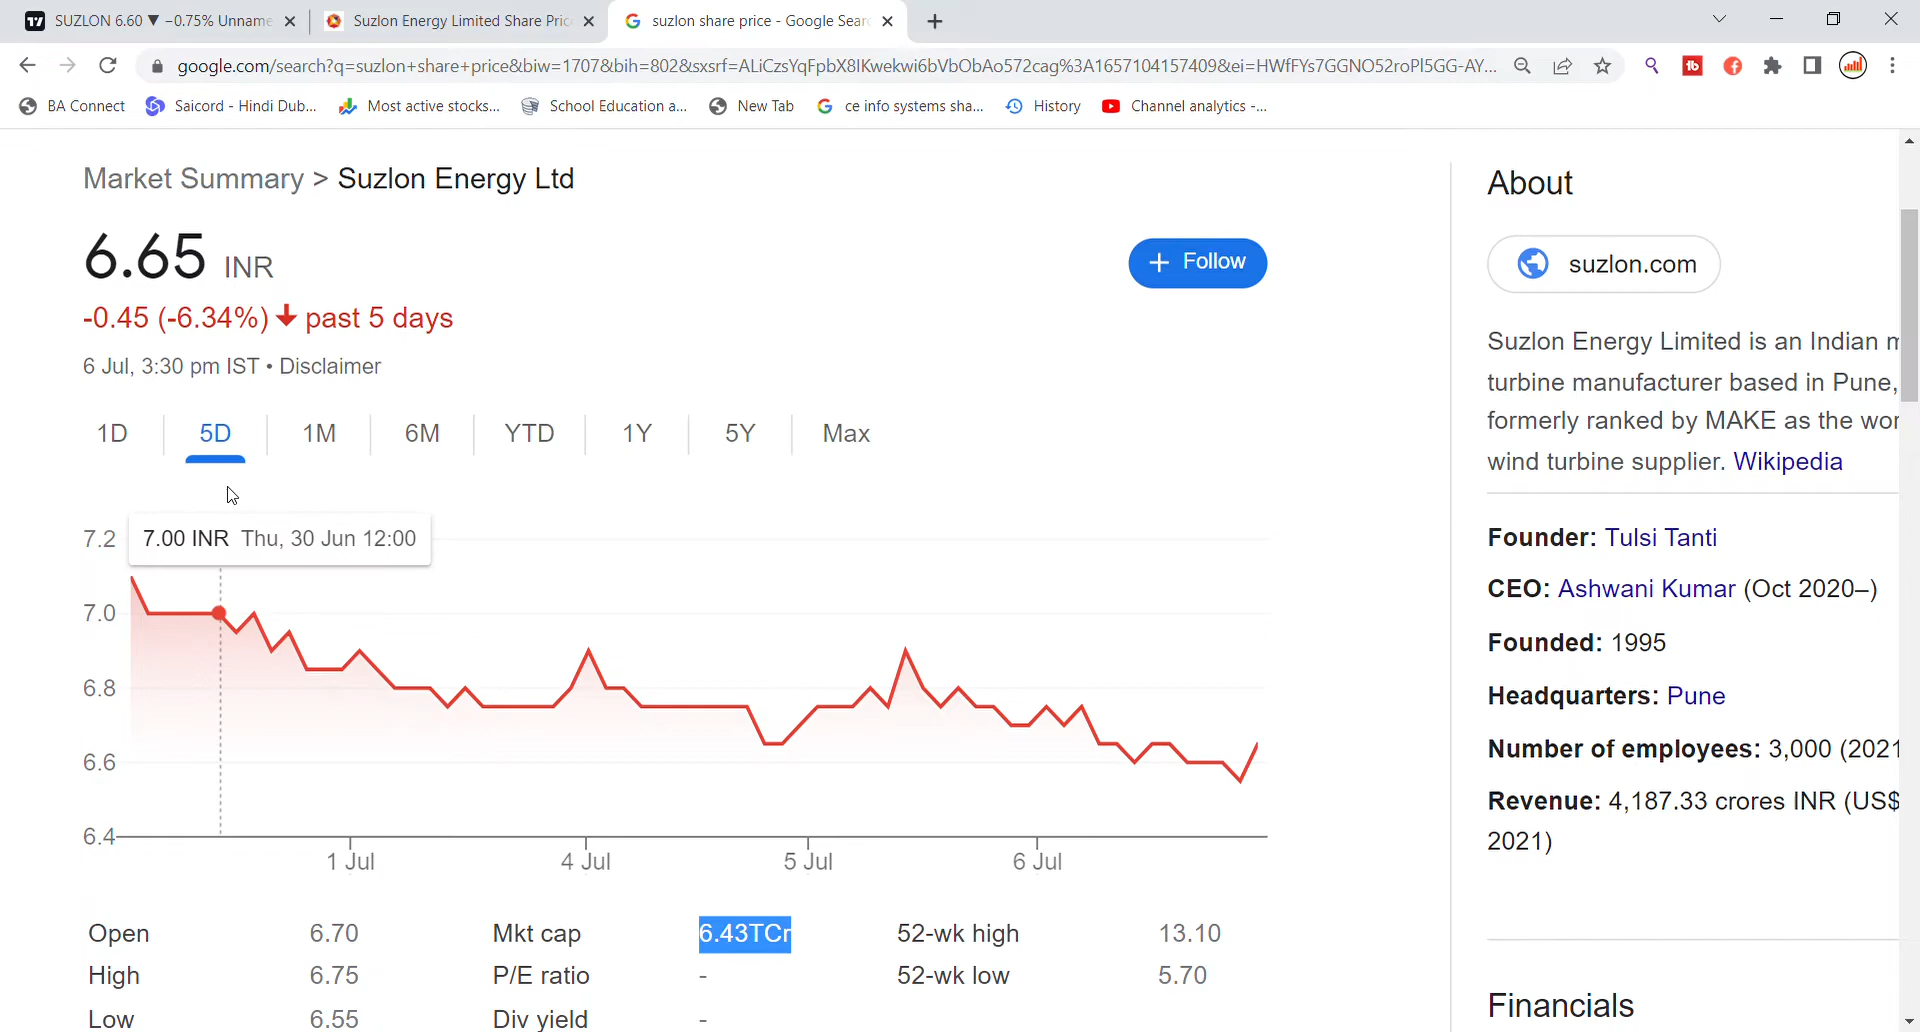 SUZLON 6.60 ▼ −0.75% Unname
Suzlon Energy Limited Share Pric
suzlon share price - Google Sear
google.com/search?q=suzlon+share+price&biw=1707&bih=802&sxsrf=ALiCzsYqFpbX8IKwekwi6bVbObAo572cag%3A1657104157409&ei=HWfFYs7GGNO52roPl5GG-AY...
BA Connect
Saicord - Hindi Dub...
Most active stocks...
School Education a...
New Tab
ce info systems sha...
History
Channel analytics -...
Market Summary > Suzlon Energy Ltd
6.65 INR
+ Follow
-0.45 (-6.34%) ↓ past 5 days
6 Jul, 3:30 pm IST • Disclaimer
1D 5D 1M 6M YTD 1Y 5Y Max
7.00 INR Thu, 30 Jun 12:00
7.2
7.0
6.8
6.6
6.4
1 Jul 4 Jul 5 Jul 6 Jul
Open 6.70 Mkt cap 6.43TCr 52-wk high 13.10
High 6.75 P/E ratio - 52-wk low 5.70
Low 6.55 Div yield -
About
suzlon.com
Suzlon Energy Limited is an Indian m
turbine manufacturer based in Pune,
formerly ranked by MAKE as the wor
wind turbine supplier. Wikipedia
Founder: Tulsi Tanti
CEO: Ashwani Kumar (Oct 2020–)
Founded: 1995
Headquarters: Pune
Number of employees: 3,000 (2021
Revenue: 4,187.33 crores INR (US$
2021)
Financials